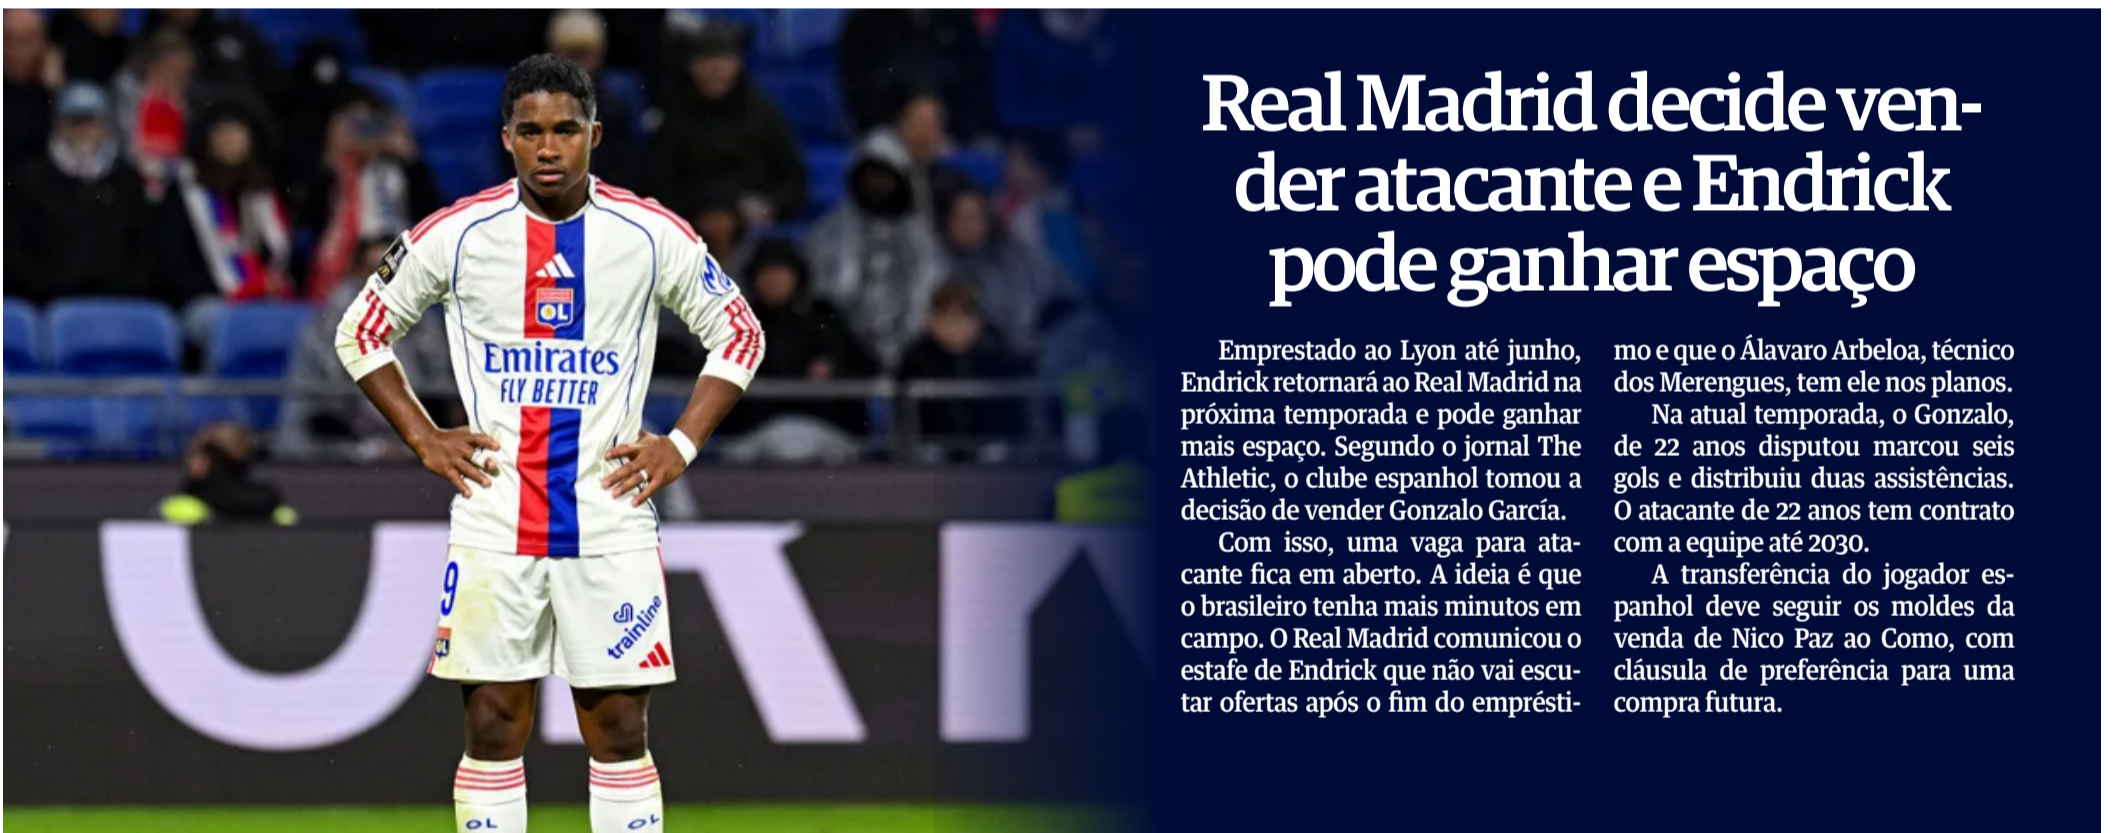 Real Madrid decide ven-
der atacante e Endrick
pode ganhar espaço
Emprestado ao Lyon até junho,
Endrick retornará ao Real Madrid na
próxima temporada e pode ganhar
mais espaço. Segundo o jornal The
Athletic, o clube espanhol tomou a
decisão de vender Gonzalo García.
Com isso, uma vaga para ata-
cante fica em aberto. A ideia é que
o brasileiro tenha mais minutos em
campo. O Real Madrid comunicou o
estafe de Endrick que não vai escu-
tar ofertas após o fim do emprésti-
mo e que o Álavaro Arbeloa, técnico
dos Merengues, tem ele nos planos.
Na atual temporada, o Gonzalo,
de 22 anos disputou marcou seis
gols e distribuiu duas assistências.
O atacante de 22 anos tem contrato
com a equipe até 2030.
A transferência do jogador es-
panhol deve seguir os moldes da
venda de Nico Paz ao Como, com
cláusula de preferência para uma
compra futura.
OL
Emirates
FLY BETTER
9
trainline
OL
OL